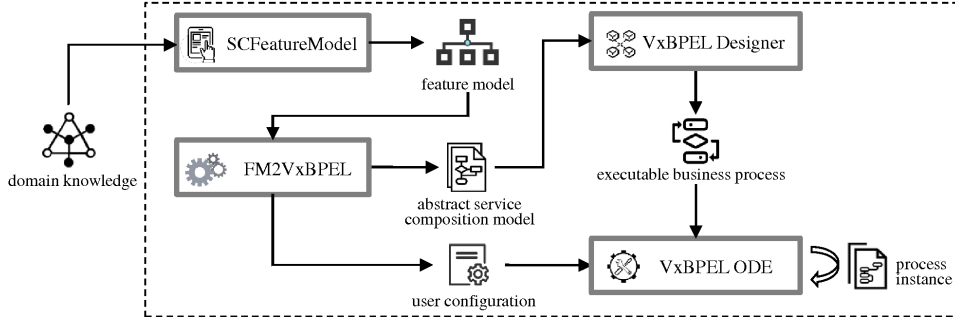 SCFeatureModel
VxBPEL Designer
feature model
FM2VxBPEL
domain knowledge
executable business process
abstract service
composition model
VxBPEL ODE
process
instance
user configuration